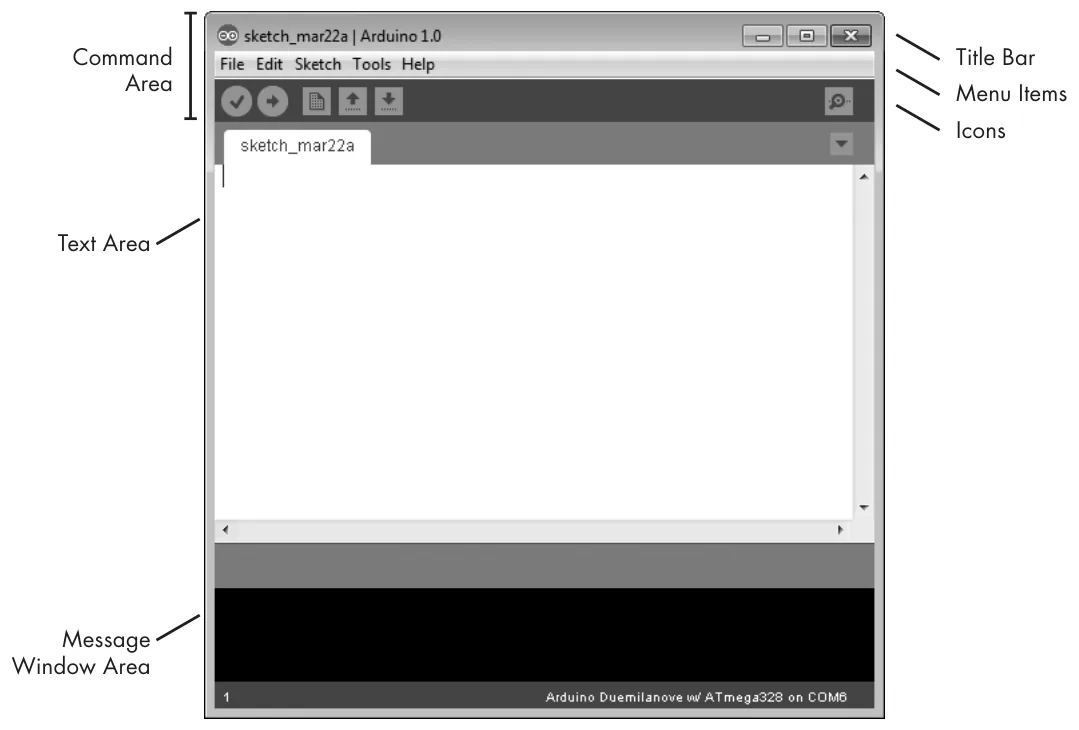 Command
Area
sketch_mar22a | Arduino 1.0
File Edit Sketch Tools Help
Title Bar
Menu Items
Icons
sketch_mar22a
Text Area
Message
Window Area
1
Arduino Duemilanove w/ ATmega328 on COM6